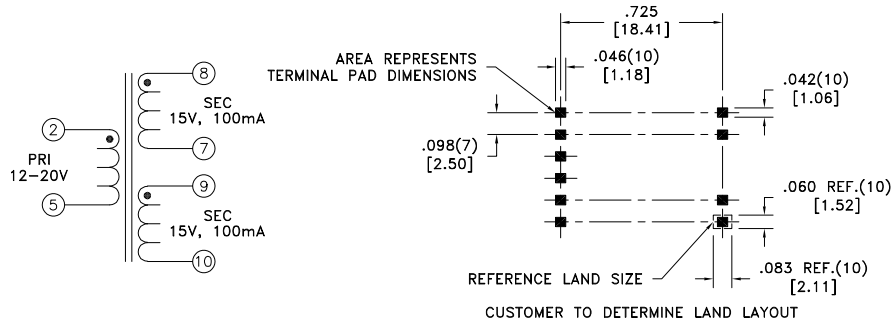 8
SEC
15V, 100mA
2
7
PRI
12-20V
9
5
SEC
15V, 100mA
10
.725
[18.41]
AREA REPRESENTS
TERMINAL PAD DIMENSIONS
.046(10)
[1.18]
.042(10)
[1.06]
.098(7)
[2.50]
.060 REF.(10)
[1.52]
REFERENCE LAND SIZE
.083 REF.(10)
[2.11]
CUSTOMER TO DETERMINE LAND LAYOUT